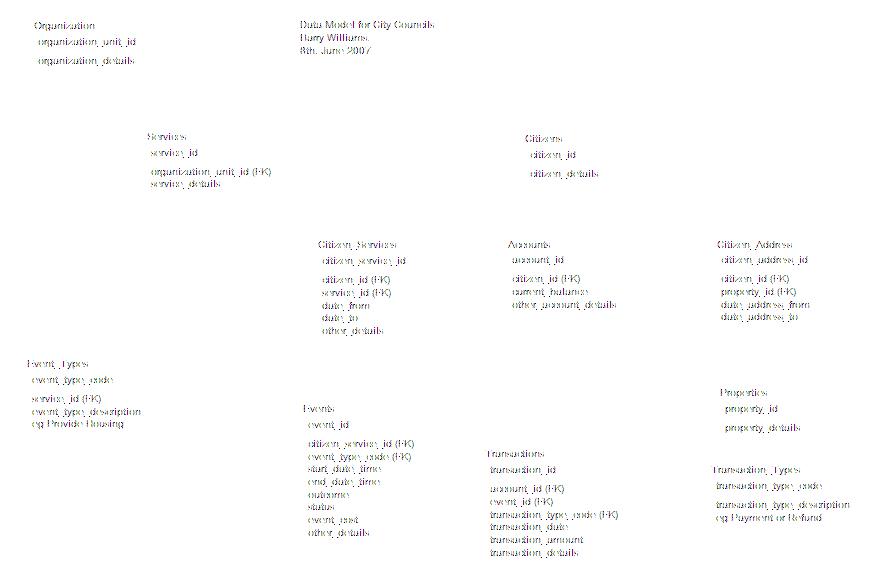 Organization
organization_unit_id
organization_details
Data Model for City Councils
Barry Williams.
8th. June 2007
Services
service_id
organization_unit_id (FK)
service_details
Citizens
citizen_id
citizen_details
Citizen_Services
citizen_service_id
citizen_id (FK)
service_id (FK)
date_from
date_to
other_details
Accounts
account_id
citizen_id (FK)
current_balance
other_account_details
Citizen_Address
citizen_address_id
citizen_id (FK)
property_id (FK)
date_address_from
date_address_to
Event_Types
event_type_code
service_id (FK)
event_type_description
eg Provide Housing
Events
event_id
citizen_service_id (FK)
event_type_code (FK)
start_date_time
end_date_time
outcome
status
event_cost
other_details
Transactions
transaction_id
account_id (FK)
event_id (FK)
transaction_type_code (FK)
transaction_date
transaction_amount
transaction_details
Properties
property_id
property_details
Transaction_Types
transaction_type_code
transaction_type_description
eg Payment or Refund